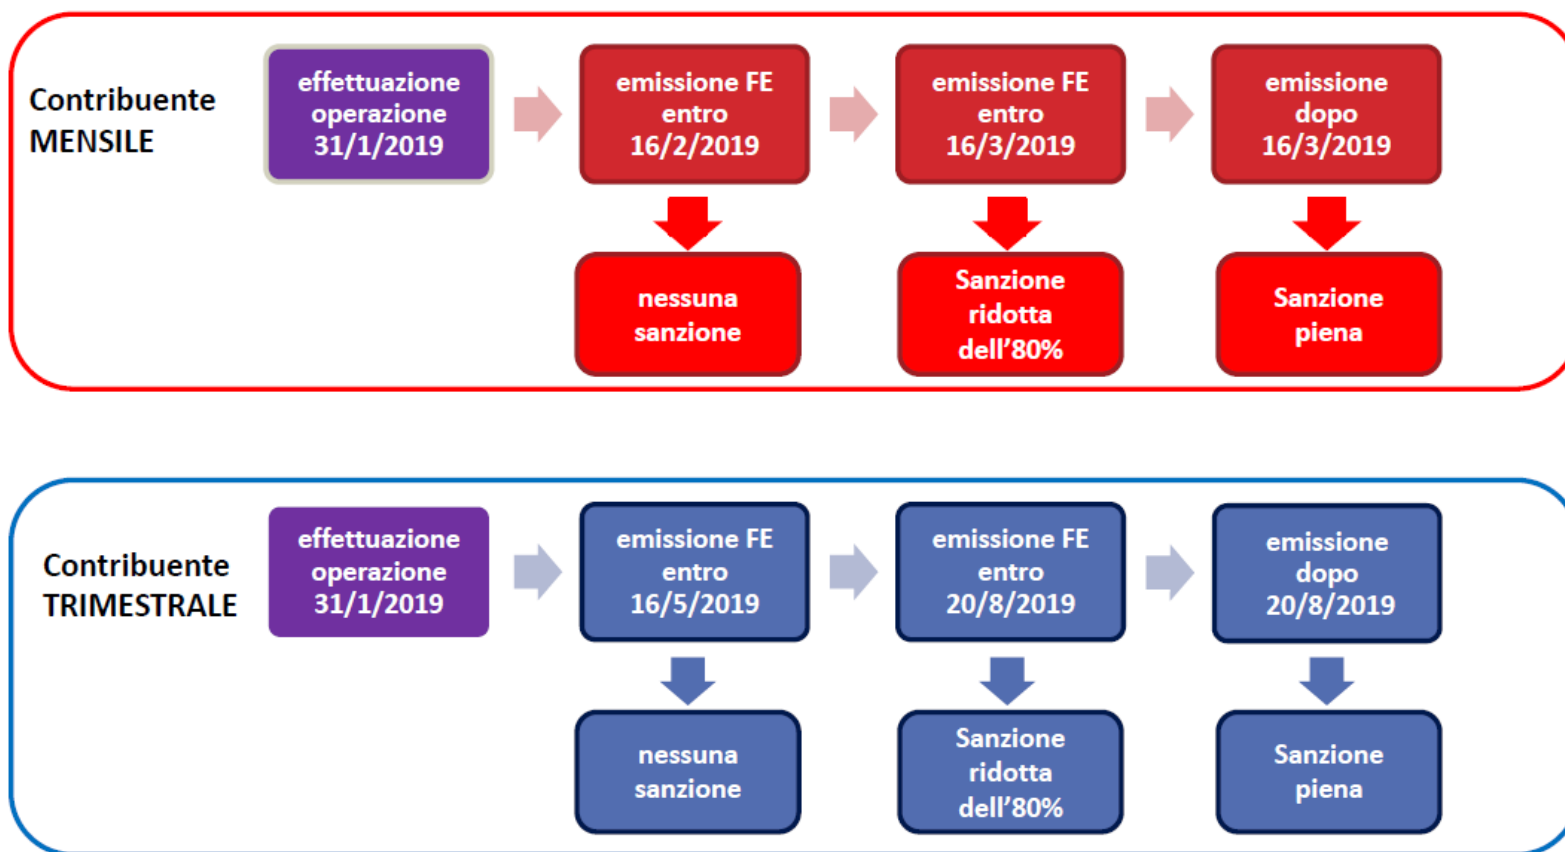 Contribuente
MENSILE
effettuazione
operazione
31/1/2019
emissione FE
entro
16/2/2019
emissione FE
entro
16/3/2019
emissione
dopo
16/3/2019
nessuna
sanzione
Sanzione
ridotta
dell'80%
Sanzione
piena
Contribuente
TRIMESTRALE
effettuazione
operazione
31/1/2019
emissione FE
entro
16/5/2019
emissione FE
entro
20/8/2019
emissione
dopo
20/8/2019
nessuna
sanzione
Sanzione
ridotta
dell'80%
Sanzione
piena